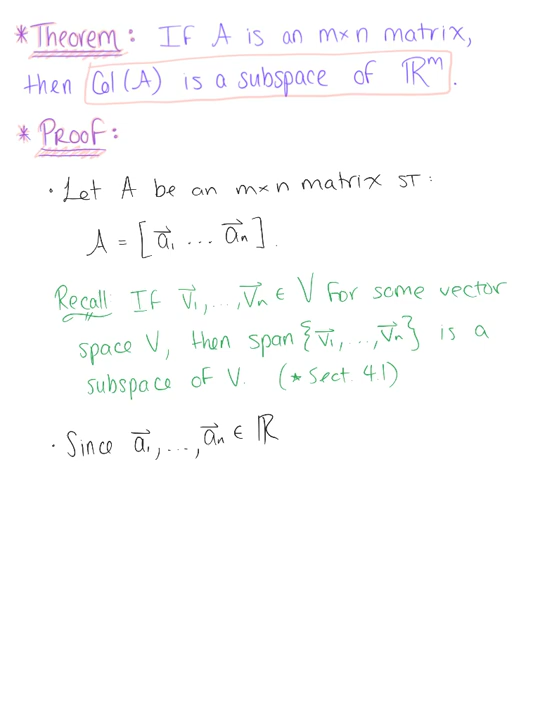 * Theorem: If A is an m×n matrix,
then Col(A) is a subspace of ℝᵐ.
* Proof:
· Let A be an m×n matrix ST:
A = [a⃗₁ ... a⃗ₙ].
Recall If v⃗₁,...,v⃗ₙ ∈ V for some vector
space V, then span {v⃗₁,...,v⃗ₙ} is a
subspace of V. (* Sect. 4.1)
· Since a⃗₁,...,a⃗ₙ ∈ ℝ